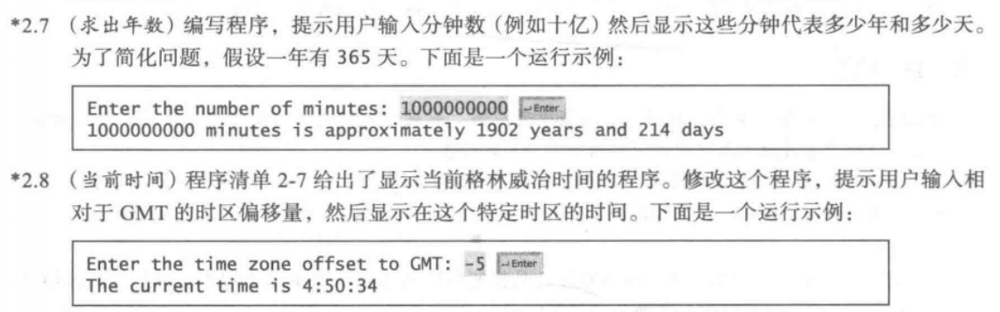 *2.7 （求出年数）编写程序，提示用户输入分钟数（例如十亿）然后显示这些分钟代表多少年和多少天。
为了简化问题，假设一年有 365 天。下面是一个运行示例：
Enter the number of minutes: 1000000000 ↵Enter
1000000000 minutes is approximately 1902 years and 214 days
*2.8 （当前时间）程序清单 2-7 给出了显示当前格林威治时间的程序。修改这个程序，提示用户输入相
对于 GMT 的时区偏移量，然后显示在这个特定时区的时间。下面是一个运行示例：
Enter the time zone offset to GMT: -5 ↵Enter
The current time is 4:50:34